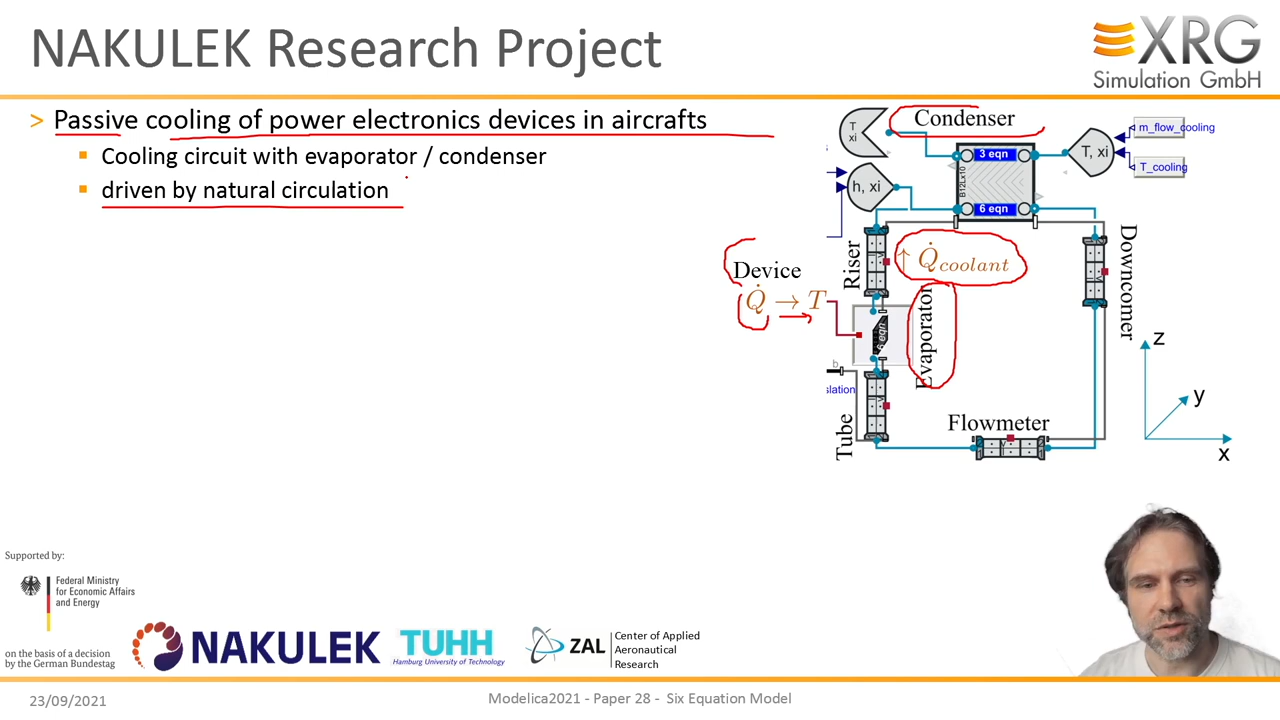 NAKULEK Research Project
XRG
Simulation GmbH
> Passive cooling of power electronics devices in aircrafts
Cooling circuit with evaporator / condenser
driven by natural circulation
Condenser
T
xi
3 eqn
T, xi
m_flow_cooling
T_cooling
B12Lx10
h, xi
6 eqn
Riser
↑ Q̇coolant
Downcomer
Device
Q̇ → T
6 eqn
Evaporator
b
lation
Tube
Flowmeter
z
y
x
Supported by:
Federal Ministry
for Economic Affairs
and Energy
on the basis of a decision
by the German Bundestag
NAKULEK
TUHH
Hamburg University of Technology
ZAL
Center of Applied
Aeronautical
Research
23/09/2021
Modelica2021 - Paper 28 - Six Equation Model